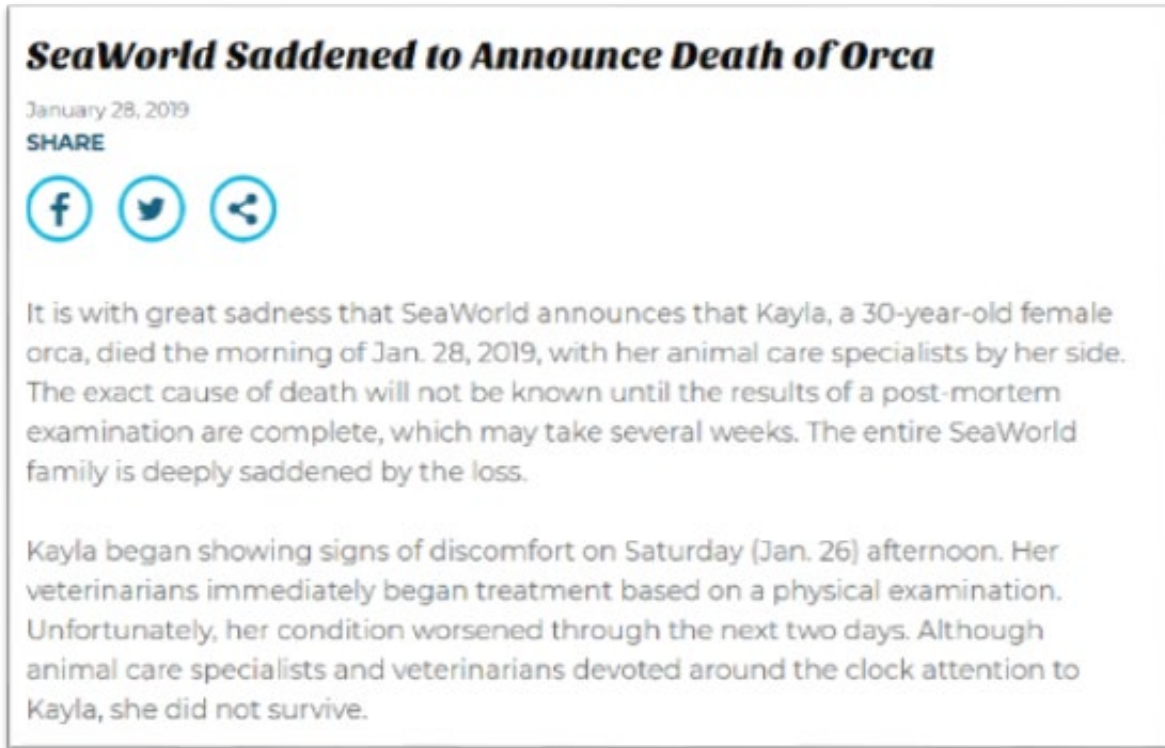 SeaWorld Saddened to Announce Death of Orca
January 28, 2019
SHARE
It is with great sadness that SeaWorld announces that Kayla, a 30-year-old female
orca, died the morning of Jan. 28, 2019, with her animal care specialists by her side.
The exact cause of death will not be known until the results of a post-mortem
examination are complete, which may take several weeks. The entire SeaWorld
family is deeply saddened by the loss.
Kayla began showing signs of discomfort on Saturday (Jan. 26) afternoon. Her
veterinarians immediately began treatment based on a physical examination.
Unfortunately, her condition worsened through the next two days. Although
animal care specialists and veterinarians devoted around the clock attention to
Kayla, she did not survive.